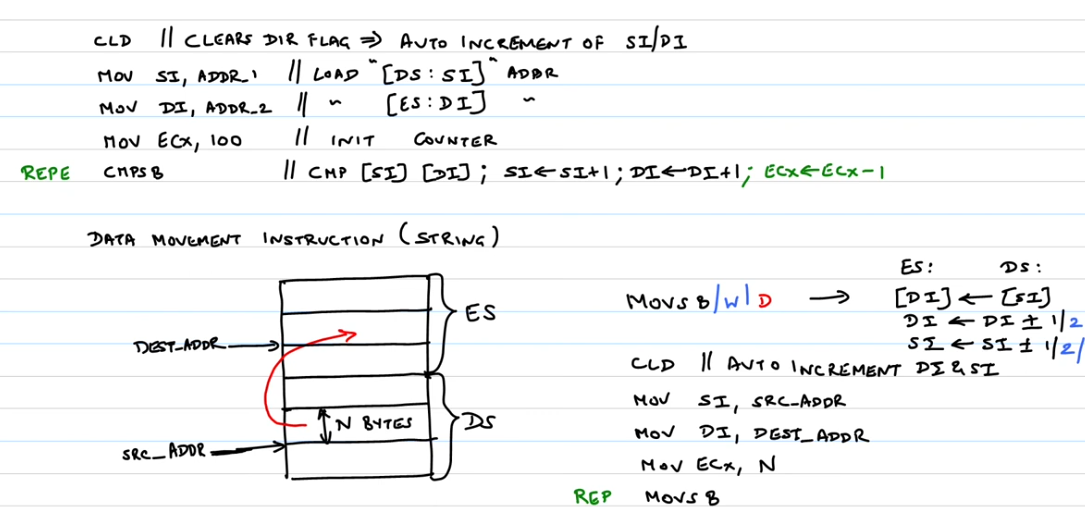 CLD // CLEARS DIR FLAG ⇒ AUTO INCREMENT OF SI/DI
MOV SI, ADDR_1 // LOAD "[DS:SI]" ADDR
MOV DI, ADDR_2 // " [ES:DI] "
MOV ECX, 100 // INIT COUNTER
REPE CMPSB // CMP [SI] [DI]; SI←SI+1; DI←DI+1; ECX←ECX-1
DATA MOVEMENT INSTRUCTION (STRING)
ES
DEST_ADDR
N BYTES
DS
SRC_ADDR
ES: DS:
MOVSB/W/D → [DI] ← [SI]
DI ← DI ± 1/2
SI ← SI ± 1/2/
CLD // AUTO INCREMENT DI & SI
MOV SI, SRC_ADDR
MOV DI, DEST_ADDR
MOV ECX, N
REP MOVSB